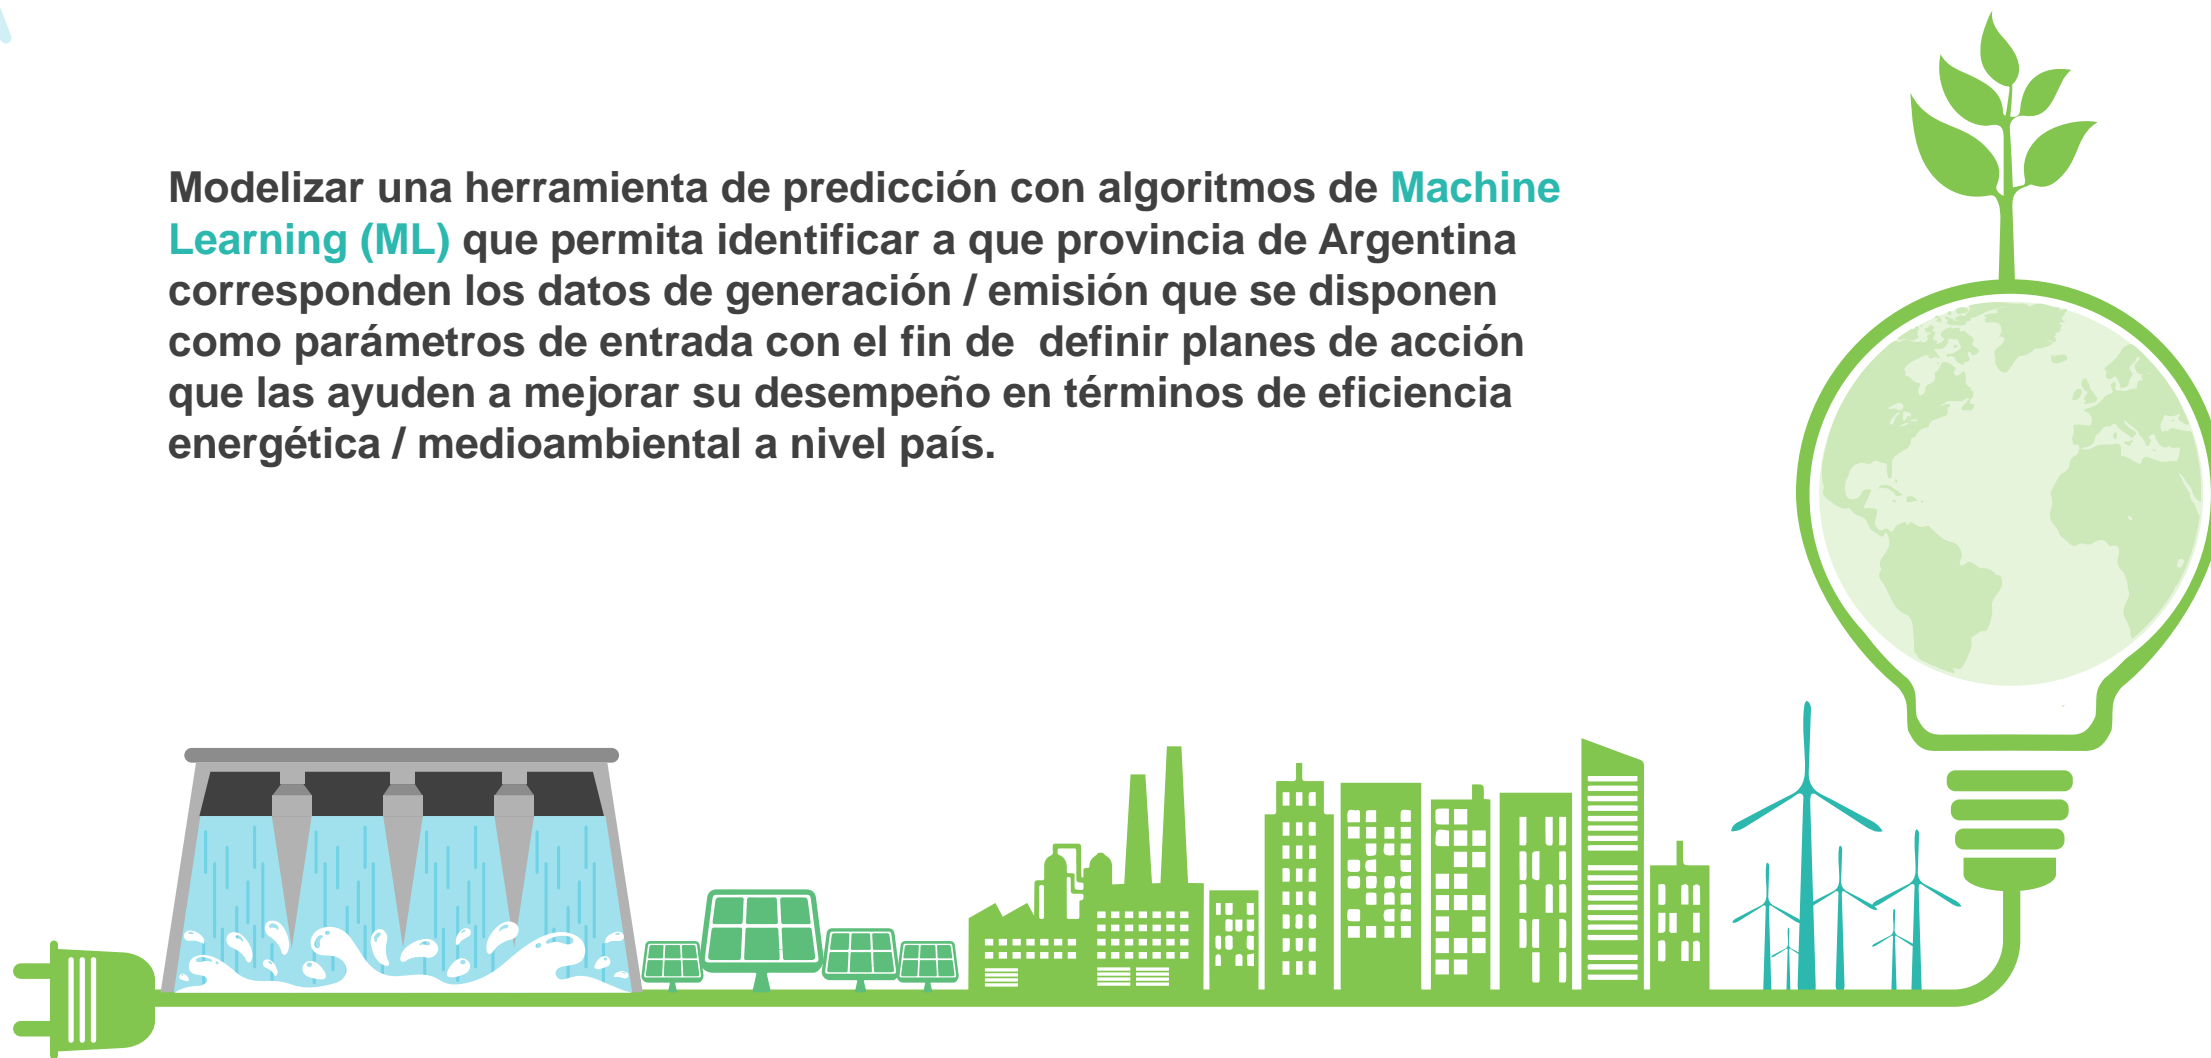 Modelizar una herramienta de predicción con algoritmos de Machine
Learning (ML) que permita identificar a que provincia de Argentina
corresponden los datos de generación / emisión que se disponen
como parámetros de entrada con el fin de  definir planes de acción
que las ayuden a mejorar su desempeño en términos de eficiencia
energética / medioambiental a nivel país.